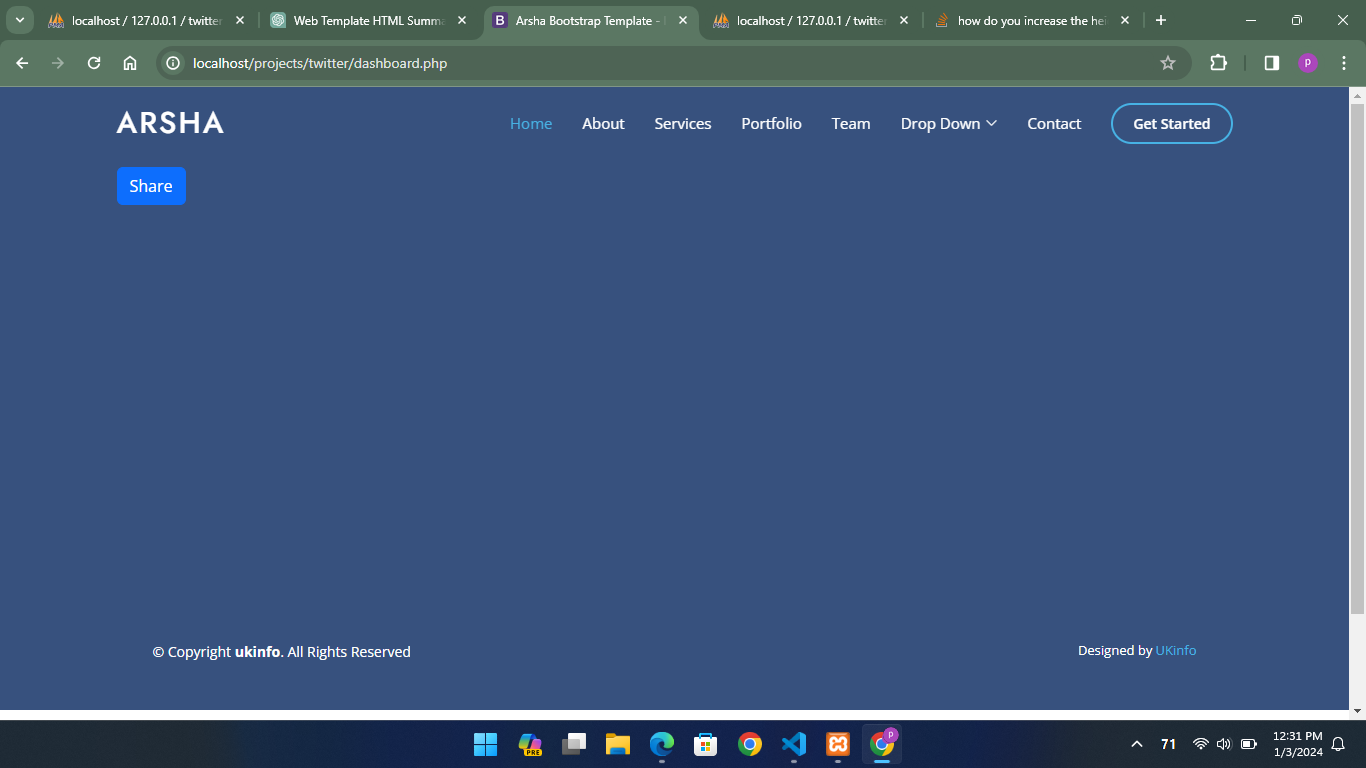 localhost / 127.0.0.1 / twitter
Web Template HTML Summa
Arsha Bootstrap Template -
localhost / 127.0.0.1 / twitter
how do you increase the hei
localhost/projects/twitter/dashboard.php
p
ARSHA
Home About Services Portfolio Team Drop Down Contact Get Started
Share
© Copyright ukinfo. All Rights Reserved
Designed by UKinfo
PRE
p
71
12:31 PM
1/3/2024